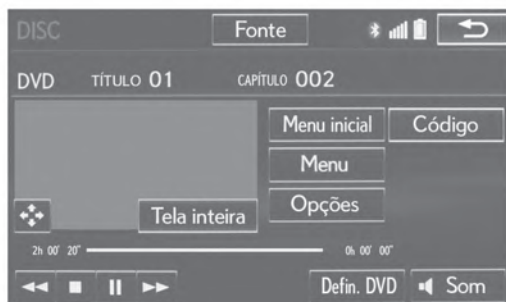 DISC Fonte
DVD TÍTULO 01 CAPÍTULO 002
Menu inicial Código
Menu
Tela inteira Opções
2h 00' 20" 0h 00' 00"
Defin. DVD Som